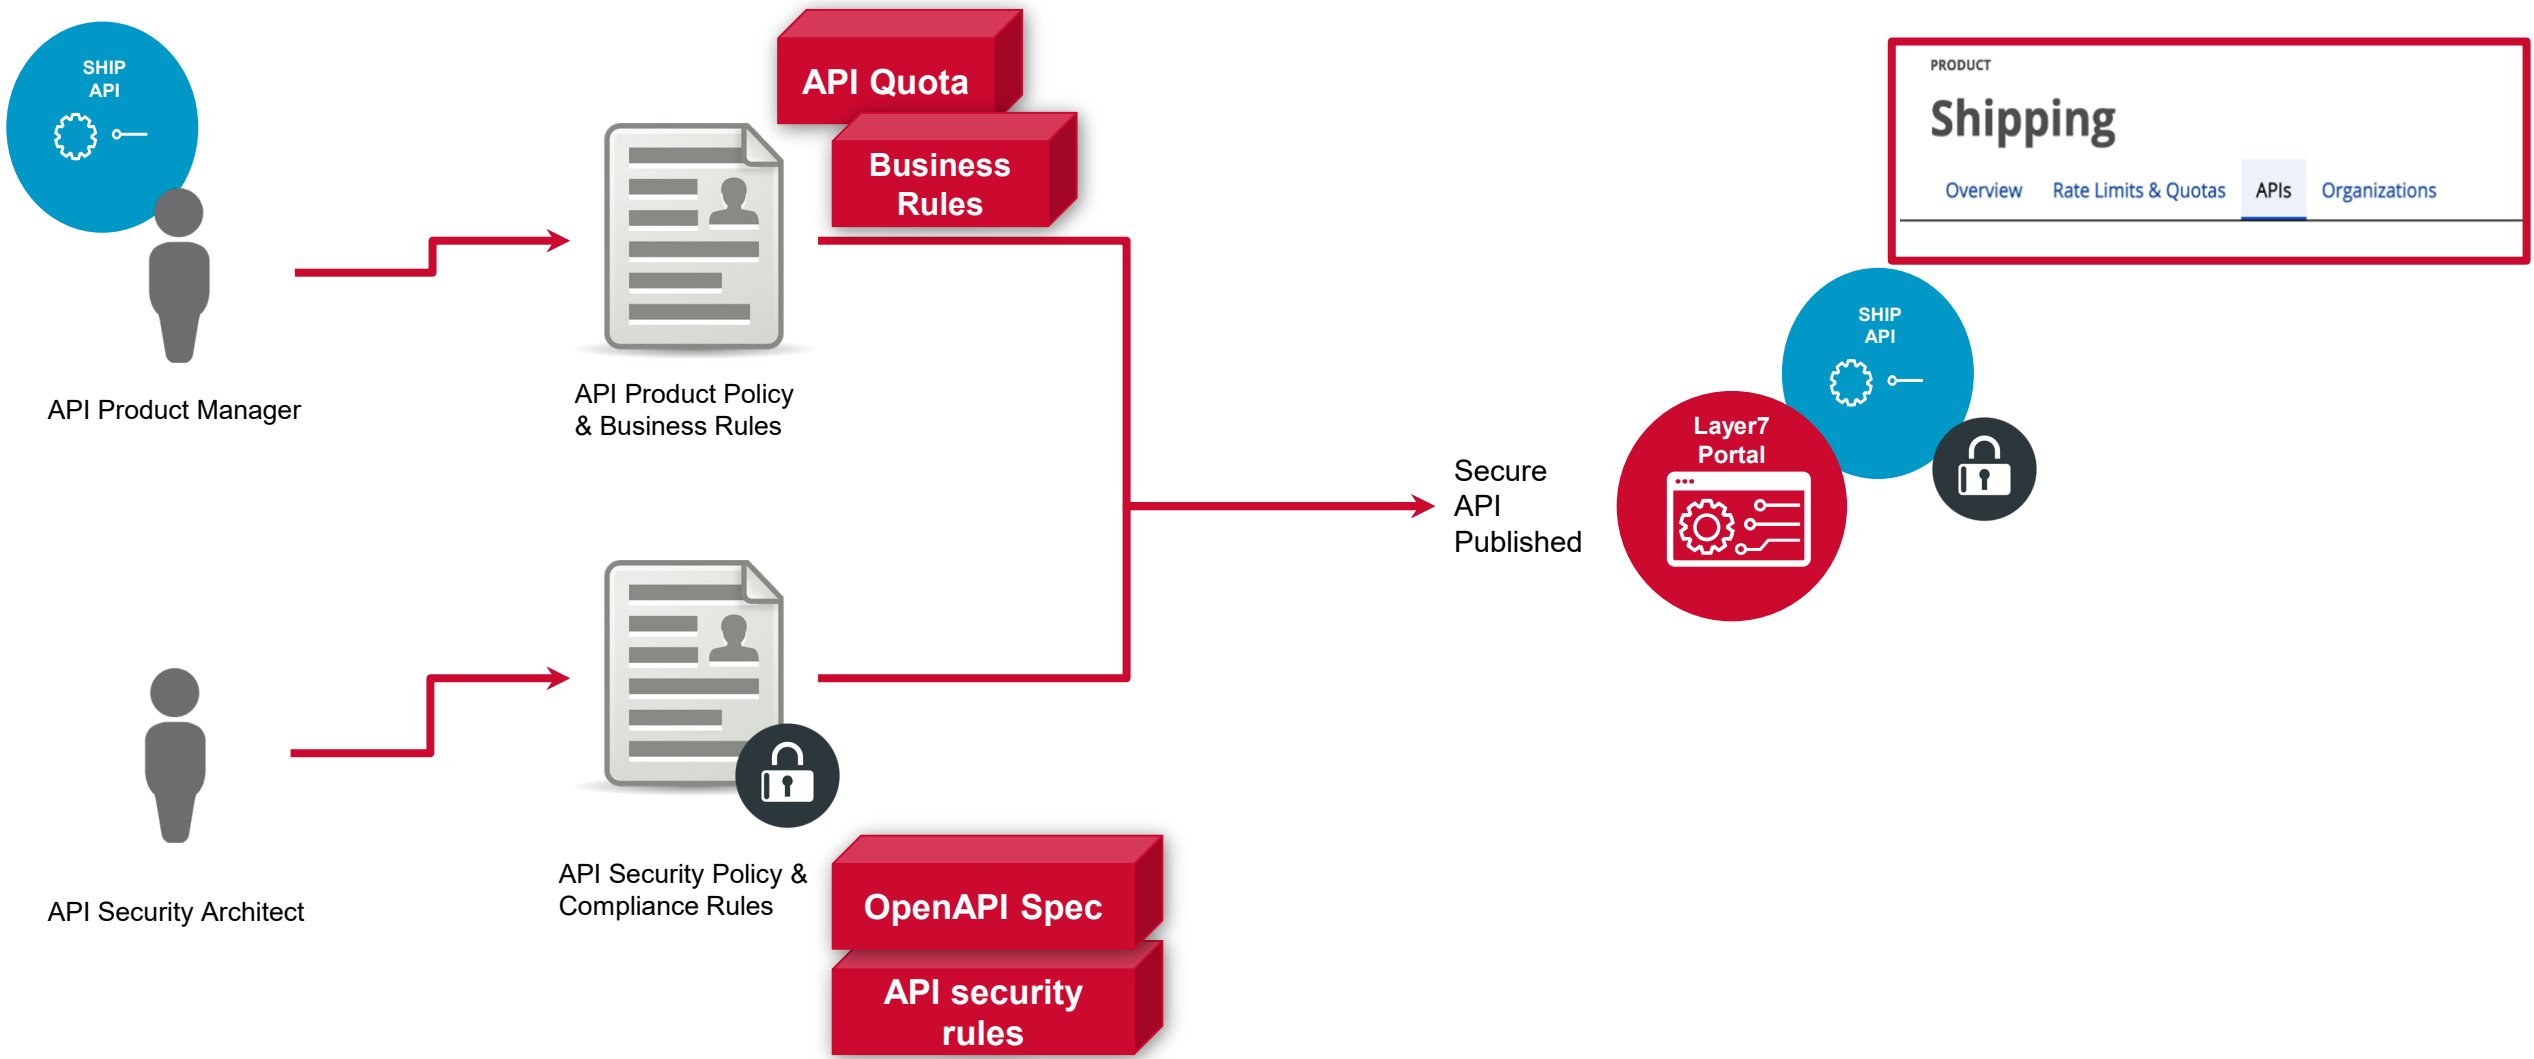 SHIP
API
API Product Manager
API Quota
Business
Rules
API Product Policy
& Business Rules
API Security Architect
API Security Policy &
Compliance Rules
OpenAPI Spec
API security
rules
Secure
API
Published
Layer7
Portal
SHIP
API
PRODUCT
Shipping
Overview Rate Limits & Quotas APIs Organizations